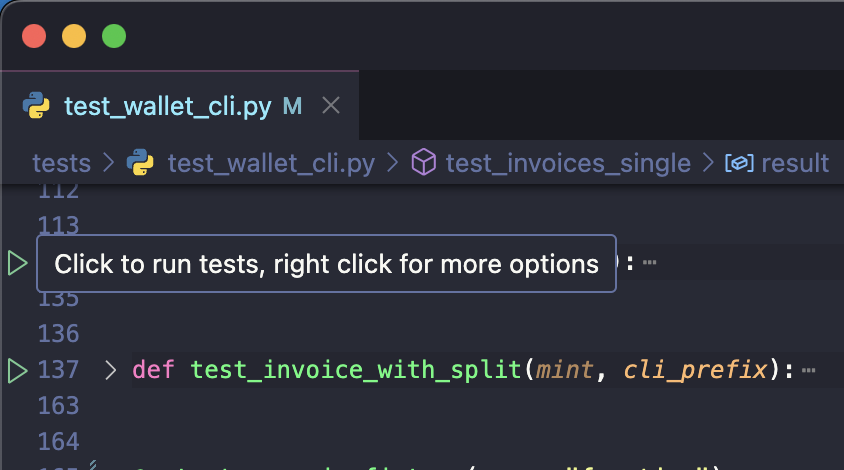 test_wallet_cli.py M
tests > test_wallet_cli.py > test_invoices_single > result
112
113
Click to run tests, right click for more options ):
135
136
137 > def test_invoice_with_split(mint, cli_prefix):
163
164